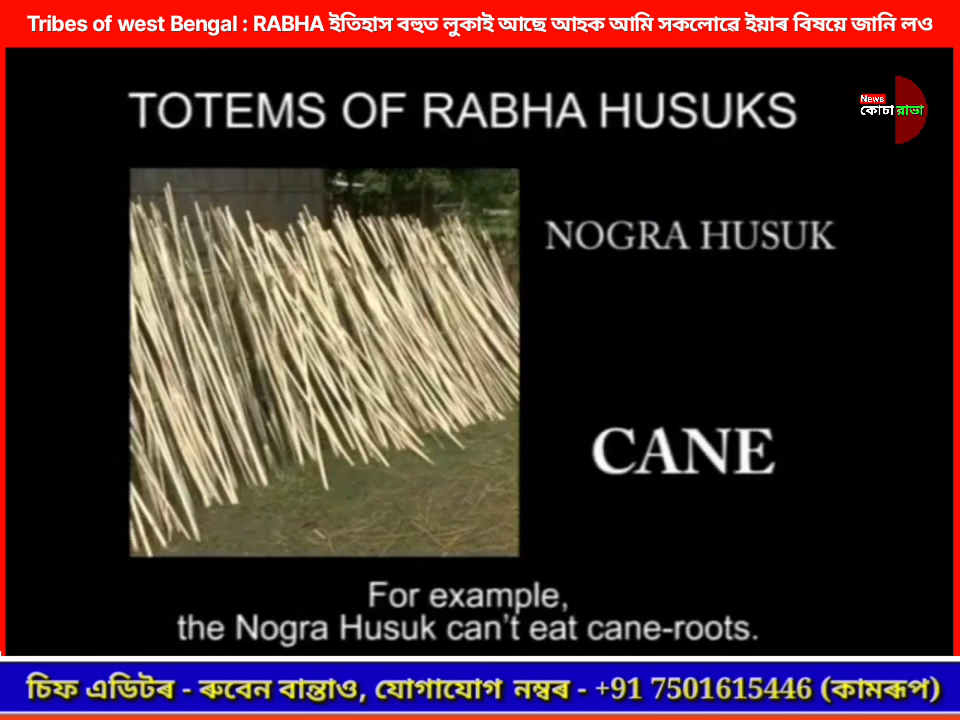 Tribes of west Bengal : RABHA ইতিহাস বহুত লুকাই আছে আহক আমি সকলোৱে ইয়াৰ বিষয়ে জানি লও
TOTEMS OF RABHA HUSUKS
News
কোচা ৰাভা
NOGRA HUSUK
CANE
For example,
the Nogra Husuk can't eat cane-roots.
চিফ এডিটৰ - ৰুবেন বান্তাও, যোগাযোগ নম্বৰ - +91 7501615446 (কামৰূপ)